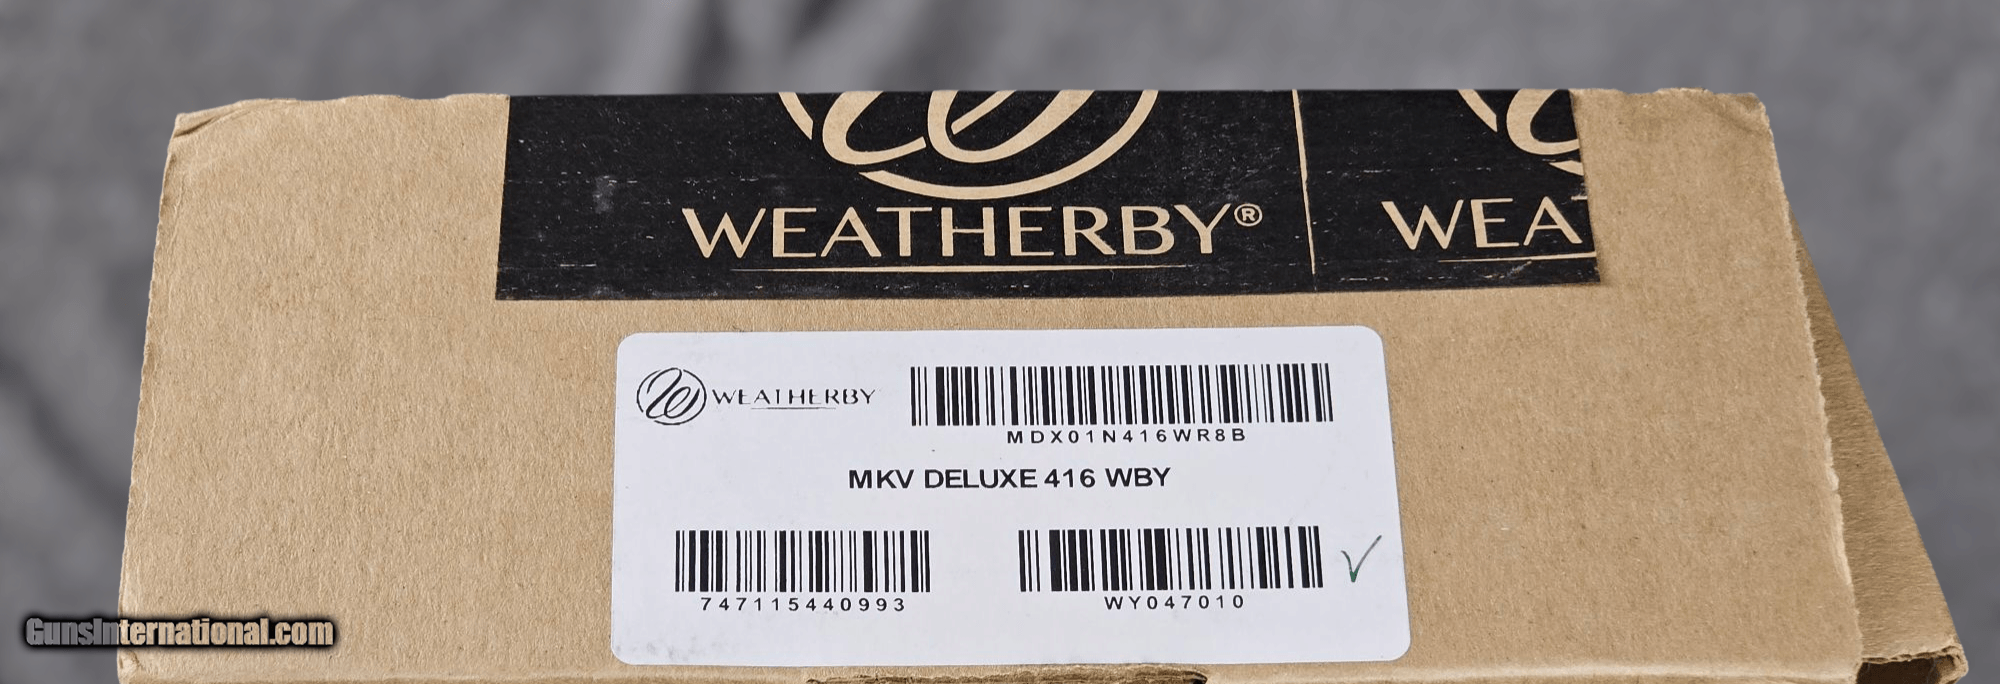 WEATHERBY®
WEA
WEATHERBY
MDX01N416WR8B
MKV DELUXE 416 WBY
747115440993
WY047010
GunsInternational.com